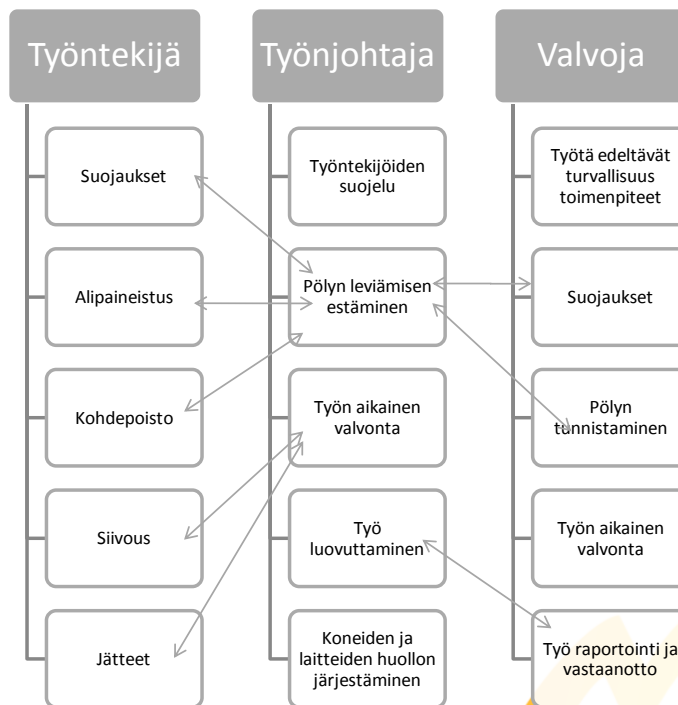 Työntekijä
Suojaukset
Alipaineistus
Kohdepoisto
Siivous
Jätteet
Työnjohtaja
Työntekijöiden
suojelu
Pölyn leviämisen
estäminen
Työn aikainen
valvonta
Työ
luovuttaminen
Koneiden ja
laitteiden huollon
järjestäminen
Valvoja
Työtä edeltävät
turvallisuus
toimenpiteet
Suojaukset
Pölyn
tunnistaminen
Työn aikainen
valvonta
Työ raportointi ja
vastaanotto